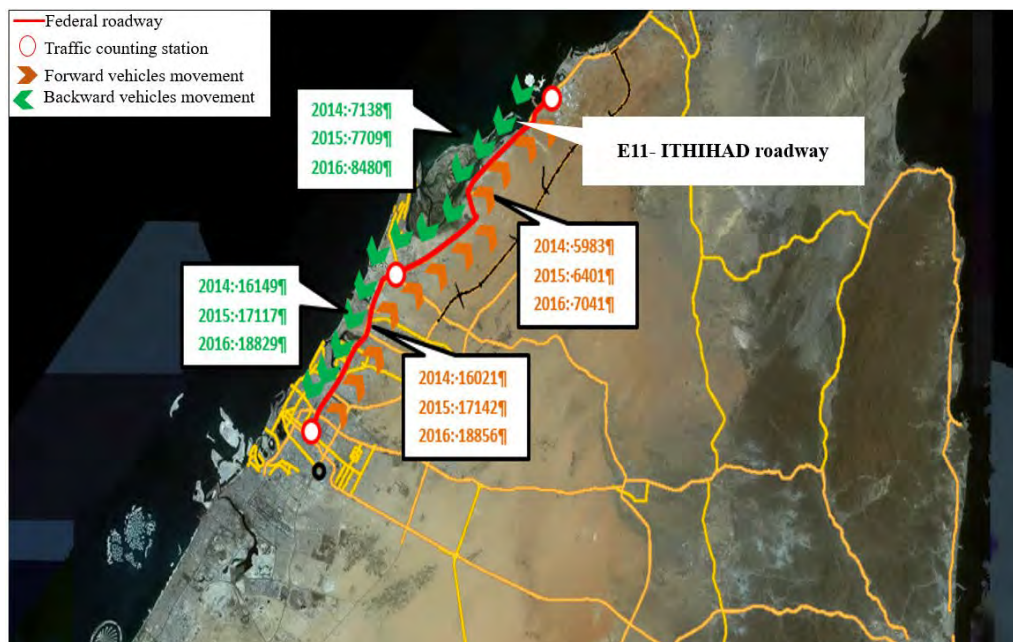 Federal roadway
Traffic counting station
Forward vehicles movement
Backward vehicles movement
2014:·7138¶
2015:·7709¶
2016:·8480¶
E11- ITHIHAD roadway
2014:·5983¶
2015:·6401¶
2016:·7041¶
2014:·16149¶
2015:·17117¶
2016:·18829¶
2014:·16021¶
2015:·17142¶
2016:·18856¶